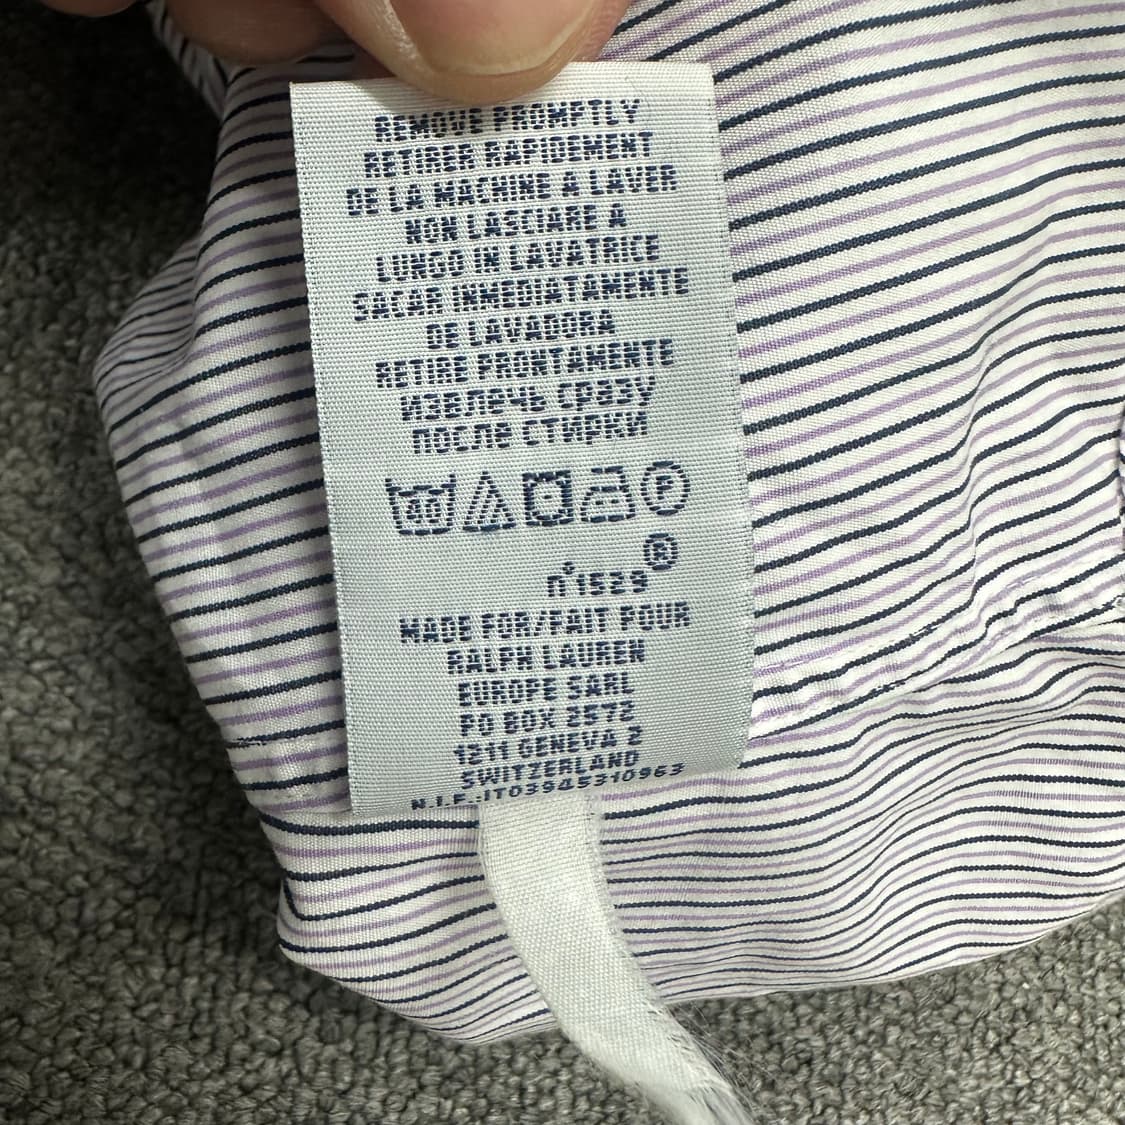 REMOVE PROMPTLY
RETIRER RAPIDEMENT
DE LA MACHINE A LAVER
NON LASCIARE A
LUNGO IN LAVATRICE
SACAR INMEDIATAMENTE
DE LAVADORA
RETIRE PRONTAMENTE
извлечь сразу
после стирки
40 P
n°1529®
MADE FOR/FAIT POUR
RALPH LAUREN
EUROPE SARL
PO BOX 2572
1211 GENEVA 2
SWITZERLAND
N.I.F.:IT03945310963